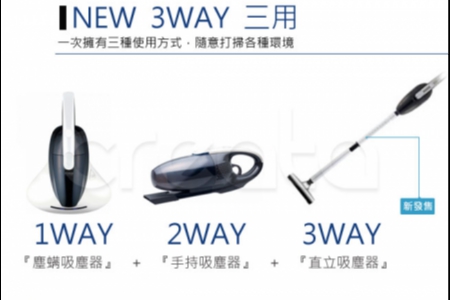 NEW 3WAY 三用
一次擁有三種使用方式，隨意打掃各種環境
creata
新發售
1WAY 2WAY 3WAY
『塵螨吸塵器』 + 『手持吸塵器』 + 『直立吸塵器』